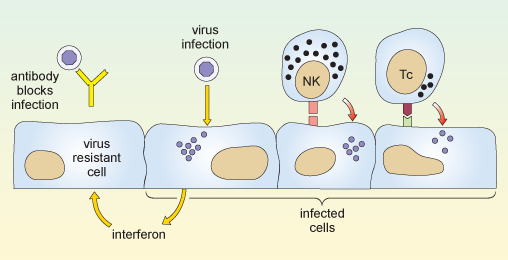 virus
infection
antibody
blocks
infection
NK
Tc
virus
resistant
cell
interferon
infected
cells